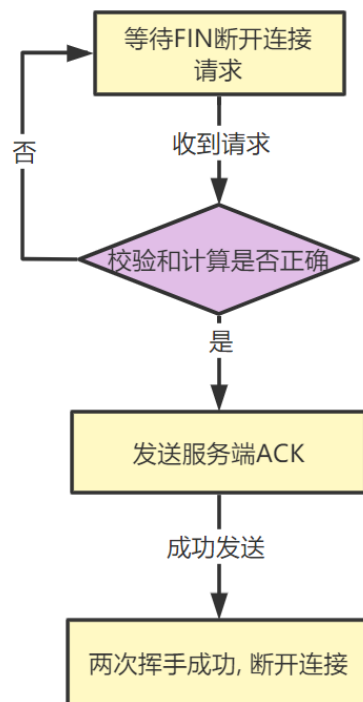 等待FIN断开连接
请求
收到请求
否
校验和计算是否正确
是
发送服务端ACK
成功发送
两次挥手成功, 断开连接